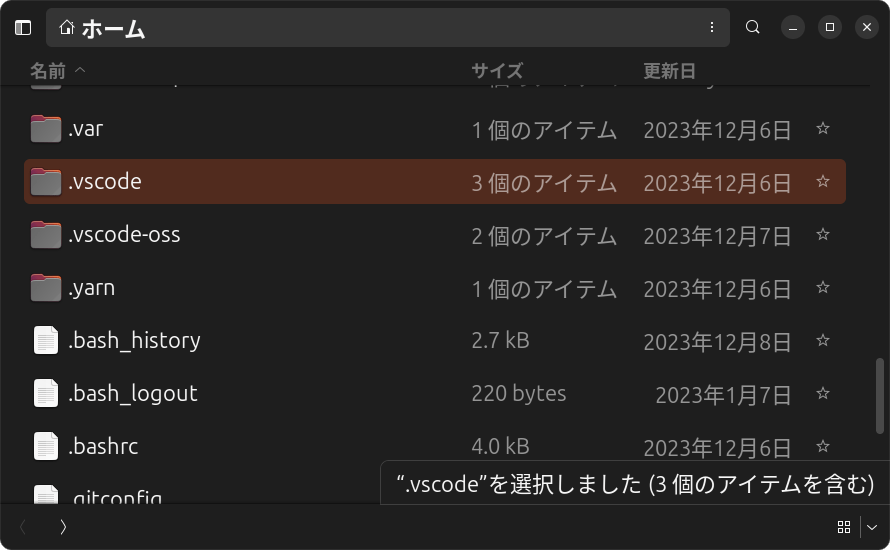 ホーム
名前 サイズ 更新日
.var 1 個のアイテム 2023年12月6日
.vscode 3 個のアイテム 2023年12月6日
.vscode-oss 2 個のアイテム 2023年12月7日
.yarn 1 個のアイテム 2023年12月6日
.bash_history 2.7 kB 2023年12月8日
.bash_logout 220 bytes 2023年1月7日
.bashrc 4.0 kB 2023年12月6日
.gitconfig
“.vscode”を選択しました (3 個のアイテムを含む)